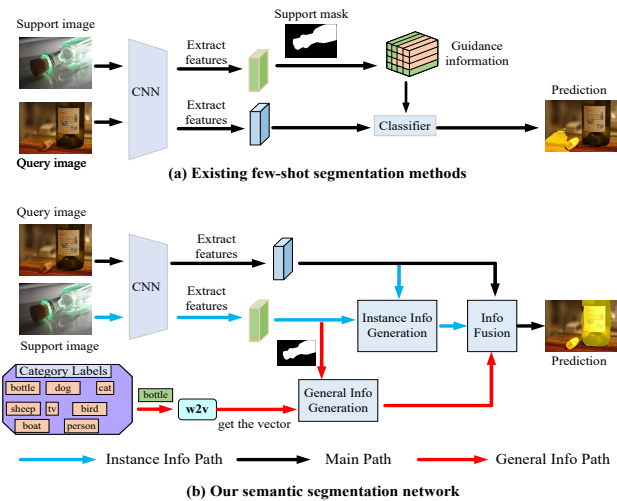 Support image
Extract
features
Support mask
Guidance
information
CNN
Extract
features
Classifier
Prediction
Query image
(a) Existing few-shot segmentation methods
Query image
Extract
features
CNN
Extract
features
Instance Info
Generation
Info
Fusion
Support image
Prediction
Category Labels
bottle dog cat
sheep tv bird
boat person
bottle
w2v
get the vector
General Info
Generation
Instance Info Path
Main Path
General Info Path
(b) Our semantic segmentation network